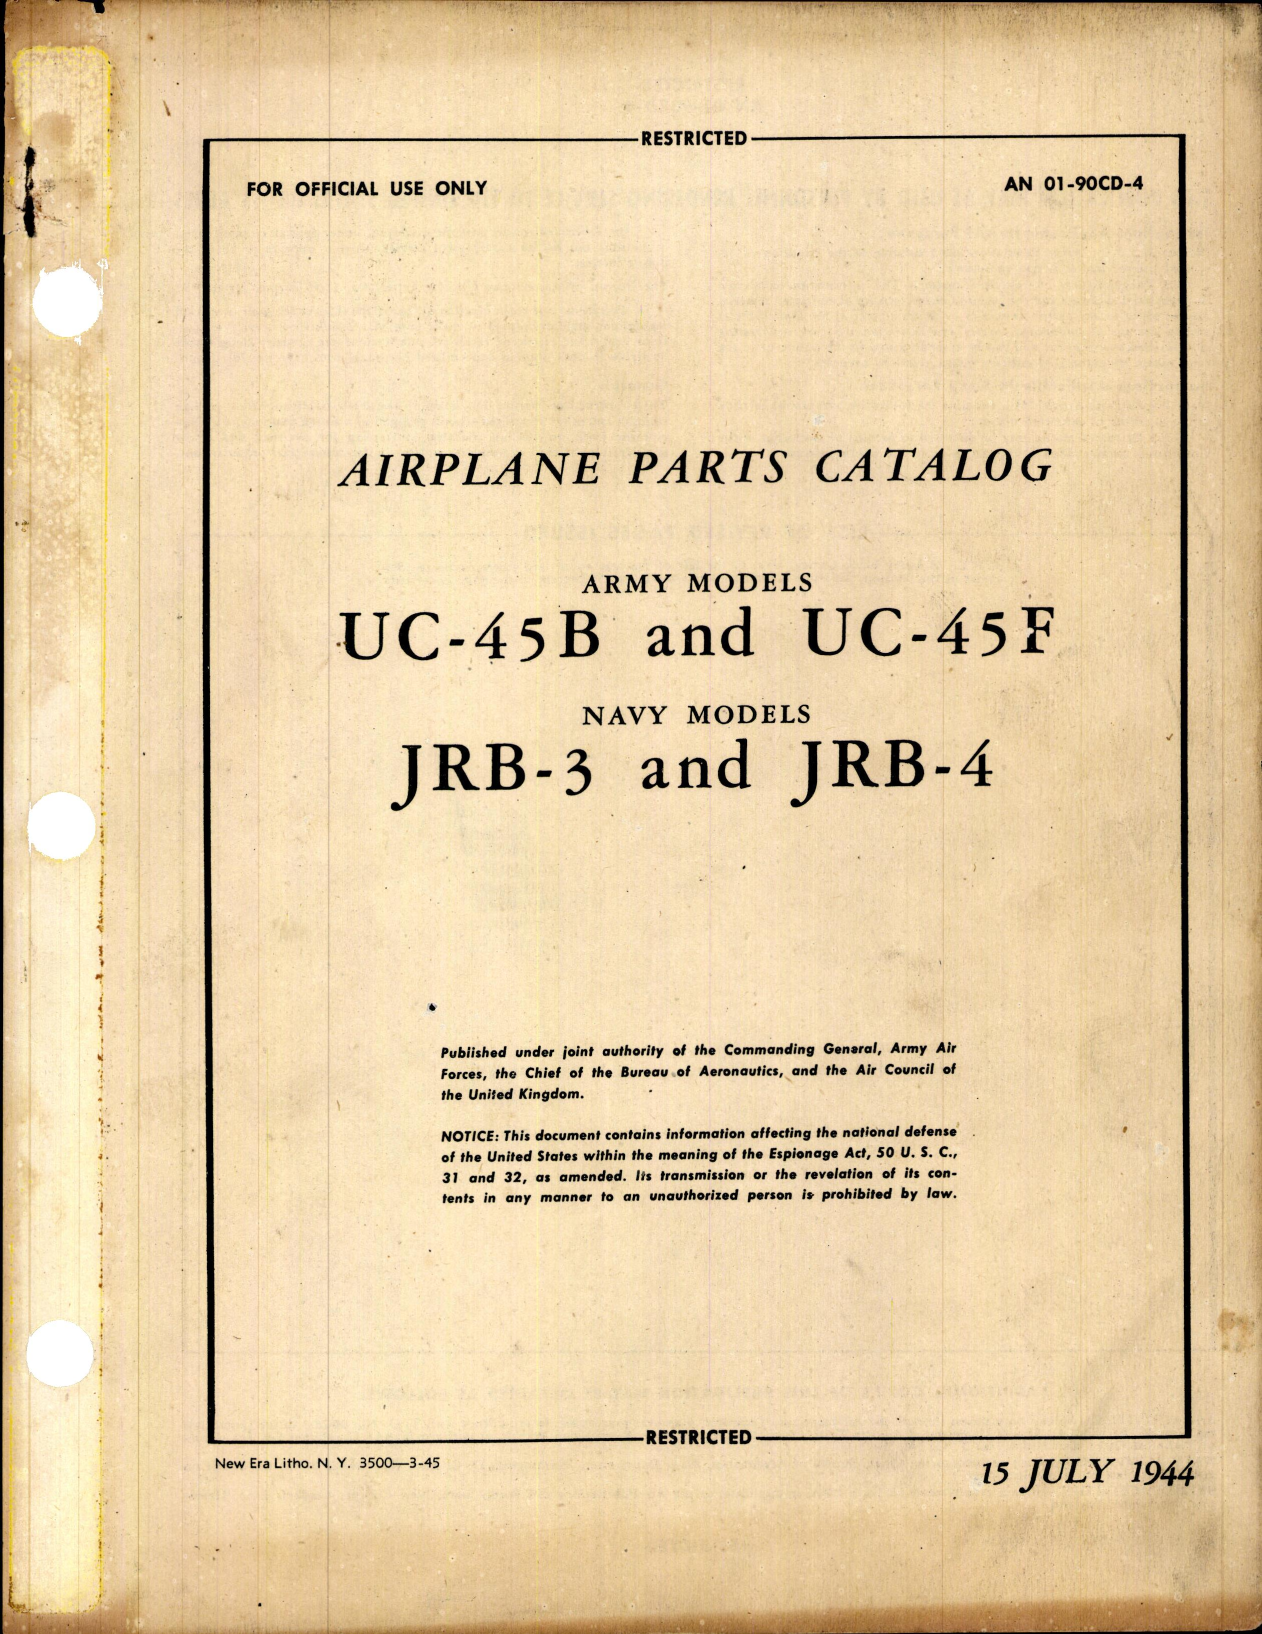 RESTRICTED
FOR OFFICIAL USE ONLY
AN 01-90CD-4
AIRPLANE PARTS CATALOG
ARMY MODELS
UC-45B and UC-45F
NAVY MODELS
JRB-3 and JRB-4
Published under joint authority of the Commanding General, Army Air
Forces, the Chief of the Bureau of Aeronautics, and the Air Council of
the United Kingdom.
NOTICE: This document contains information affecting the national defense
of the United States within the meaning of the Espionage Act, 50 U. S. C.,
31 and 32, as amended. Its transmission or the revelation of its con-
tents in any manner to an unauthorized person is prohibited by law.
RESTRICTED
New Era Litho. N. Y. 3500—3-45
15 JULY 1944